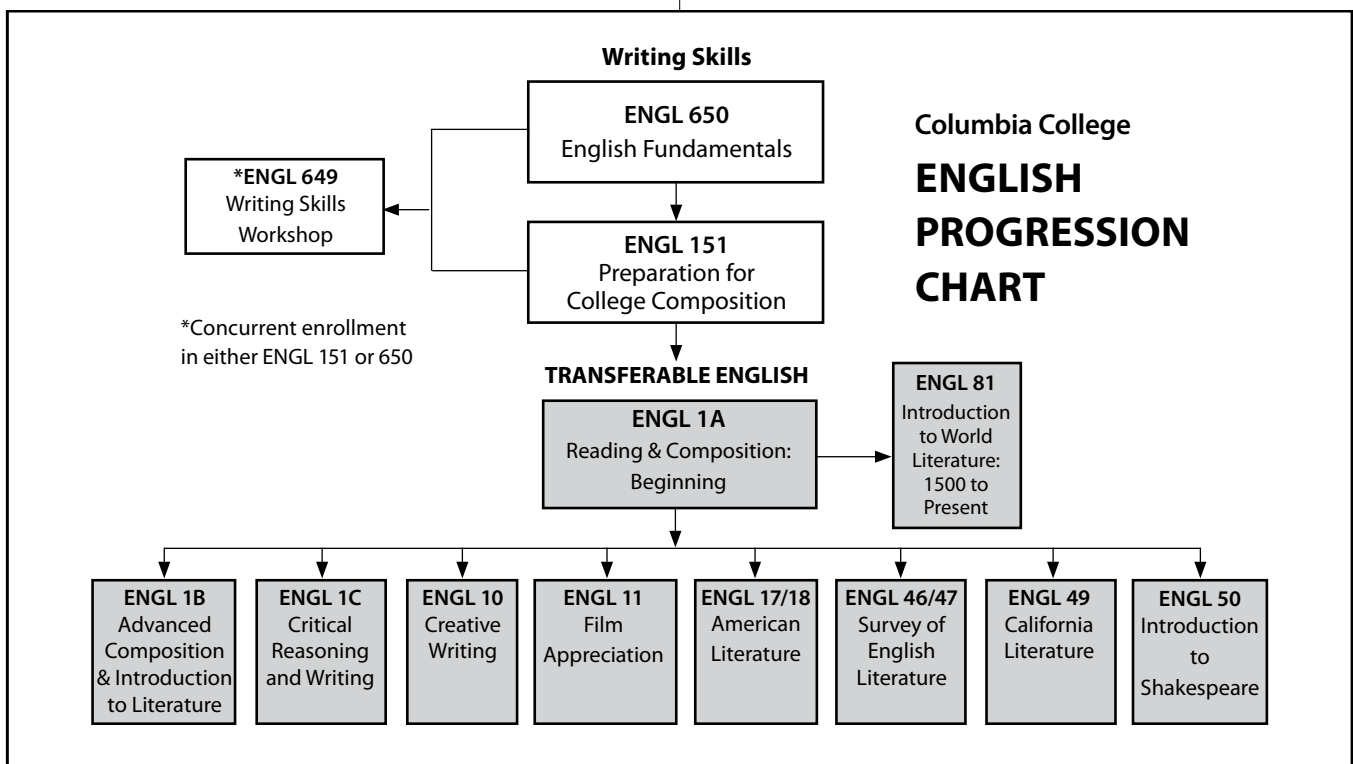 Writing Skills
ENGL 650
English Fundamentals
Columbia College
ENGLISH
PROGRESSION
CHART
*ENGL 649
Writing Skills
Workshop
ENGL 151
Preparation for
College Composition
*Concurrent enrollment
in either ENGL 151 or 650
TRANSFERABLE ENGLISH
ENGL 1A
Reading & Composition:
Beginning
ENGL 81
Introduction
to World
Literature:
1500 to
Present
ENGL 1B
Advanced
Composition
& Introduction
to Literature
ENGL 1C
Critical
Reasoning
and Writing
ENGL 10
Creative
Writing
ENGL 11
Film
Appreciation
ENGL 17/18
American
Literature
ENGL 46/47
Survey of
English
Literature
ENGL 49
California
Literature
ENGL 50
Introduction
to
Shakespeare